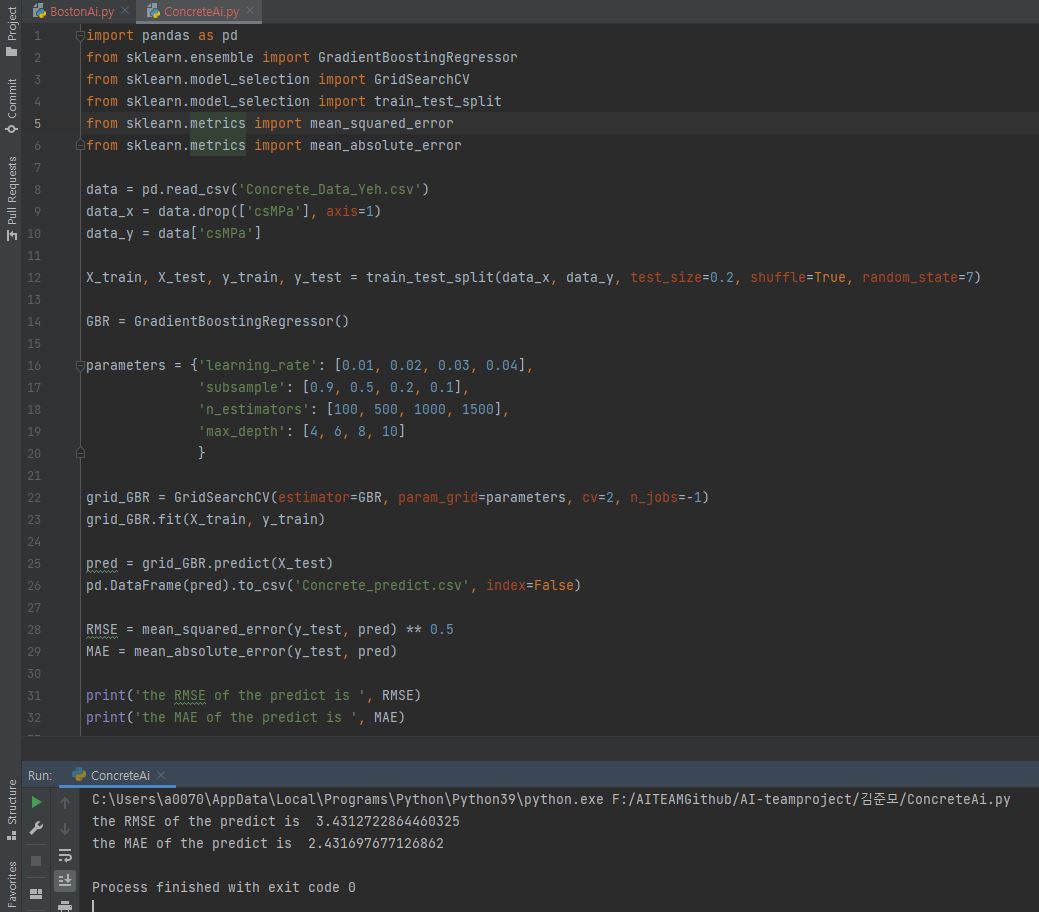 BostonAi.py
ConcreteAi.py
Project
Commit
Pull Requests
Structure
Favorites
1 import pandas as pd
2 from sklearn.ensemble import GradientBoostingRegressor
3 from sklearn.model_selection import GridSearchCV
4 from sklearn.model_selection import train_test_split
5 from sklearn.metrics import mean_squared_error
6 from sklearn.metrics import mean_absolute_error
7
8 data = pd.read_csv('Concrete_Data_Yeh.csv')
9 data_x = data.drop(['csMPa'], axis=1)
10 data_y = data['csMPa']
11
12 X_train, X_test, y_train, y_test = train_test_split(data_x, data_y, test_size=0.2, shuffle=True, random_state=7)
13
14 GBR = GradientBoostingRegressor()
15
16 parameters = {'learning_rate': [0.01, 0.02, 0.03, 0.04],
17 'subsample': [0.9, 0.5, 0.2, 0.1],
18 'n_estimators': [100, 500, 1000, 1500],
19 'max_depth': [4, 6, 8, 10]
20 }
21
22 grid_GBR = GridSearchCV(estimator=GBR, param_grid=parameters, cv=2, n_jobs=-1)
23 grid_GBR.fit(X_train, y_train)
24
25 pred = grid_GBR.predict(X_test)
26 pd.DataFrame(pred).to_csv('Concrete_predict.csv', index=False)
27
28 RMSE = mean_squared_error(y_test, pred) ** 0.5
29 MAE = mean_absolute_error(y_test, pred)
30
31 print('the RMSE of the predict is ', RMSE)
32 print('the MAE of the predict is ', MAE)
Run: ConcreteAi
C:\Users\a0070\AppData\Local\Programs\Python\Python39\python.exe F:/AITEAMGithub/AI-teamproject/김준모/ConcreteAi.py
the RMSE of the predict is  3.4312722864460325
the MAE of the predict is  2.431697677126862
Process finished with exit code 0